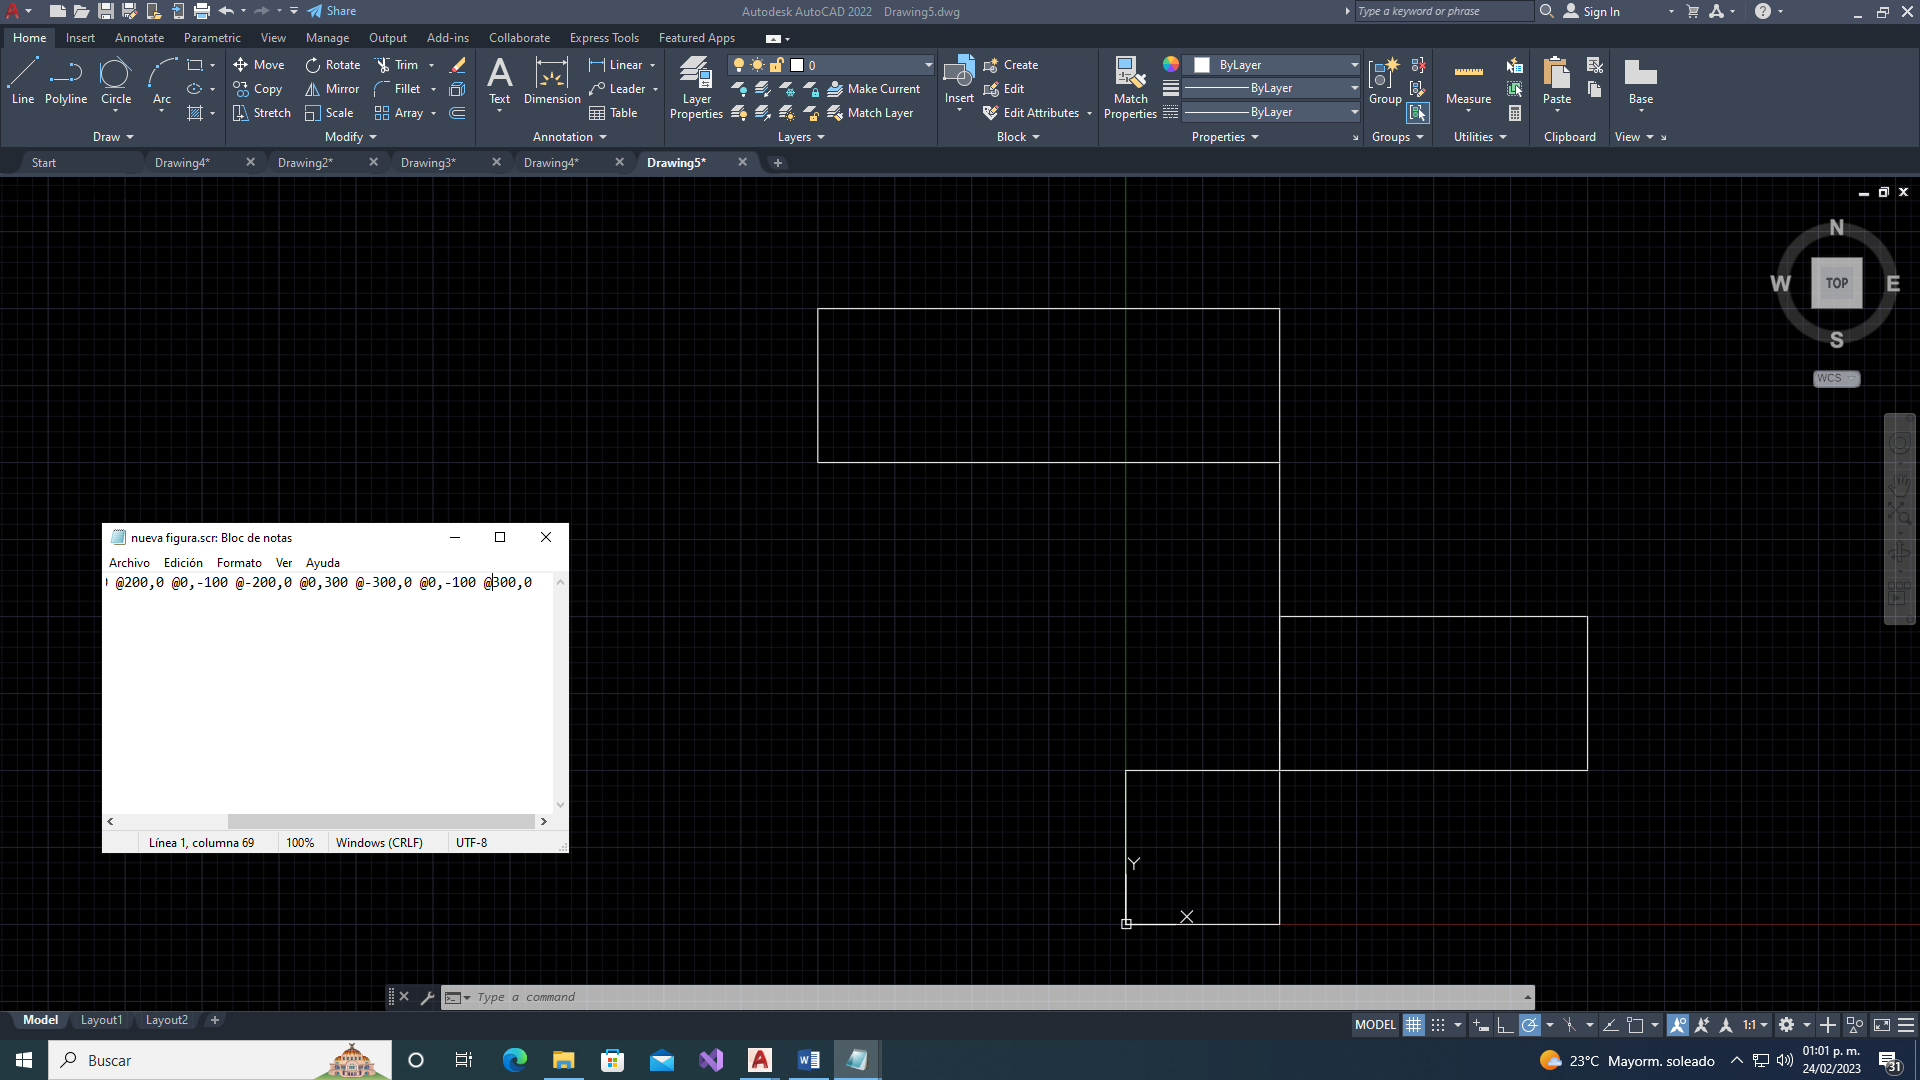 Share
Autodesk AutoCAD 2022 Drawing5.dwg
Type a keyword or phrase
Sign In
Home Insert Annotate Parametric View Manage Output Add-ins Collaborate Express Tools Featured Apps
Line Polyline Circle Arc
Draw
Move Rotate Trim
Copy Mirror Fillet
Stretch Scale Array
Modify
Text Dimension
Linear
Leader
Table
Annotation
Layer
Properties
0
Make Current
Match Layer
Layers
Insert
Create
Edit
Edit Attributes
Block
Match
Properties
ByLayer
ByLayer
ByLayer
Properties
Group
Groups
Measure
Utilities
Paste
Clipboard
Base
View
Start Drawing4* Drawing2* Drawing3* Drawing4* Drawing5*
N
W TOP E
S
WCS
nueva figura.scr: Bloc de notas
Archivo Edición Formato Ver Ayuda
@200,0 @0,-100 @-200,0 @0,300 @-300,0 @0,-100 @300,0
Línea 1, columna 69 100% Windows (CRLF) UTF-8
Y
X
Type a command
Model Layout1 Layout2
MODEL 1:1
Buscar
23°C Mayorm. soleado
01:01 p. m.
24/02/2023
31